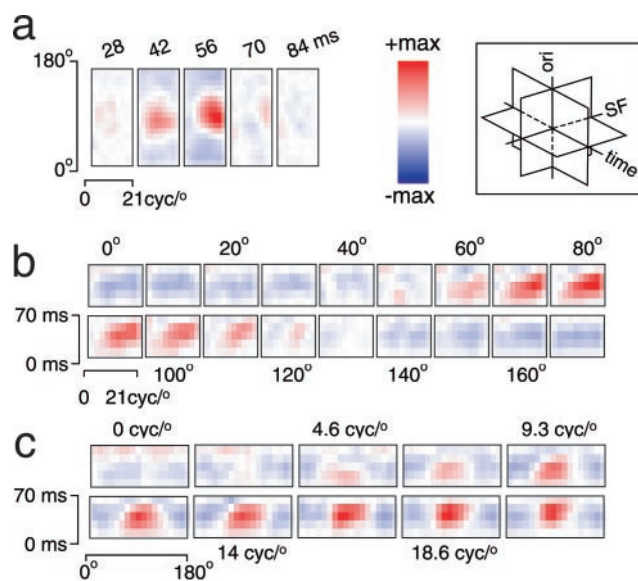 a
28 42 56 70 84 ms
180°
0°
0 21cyc/°
+max
-max
ori
SF
time
b
0° 20° 40° 60° 80°
70 ms
0 ms
100° 120° 140° 160°
0 21cyc/°
c
0 cyc/° 4.6 cyc/° 9.3 cyc/°
70 ms
0 ms
14 cyc/° 18.6 cyc/°
0° 180°